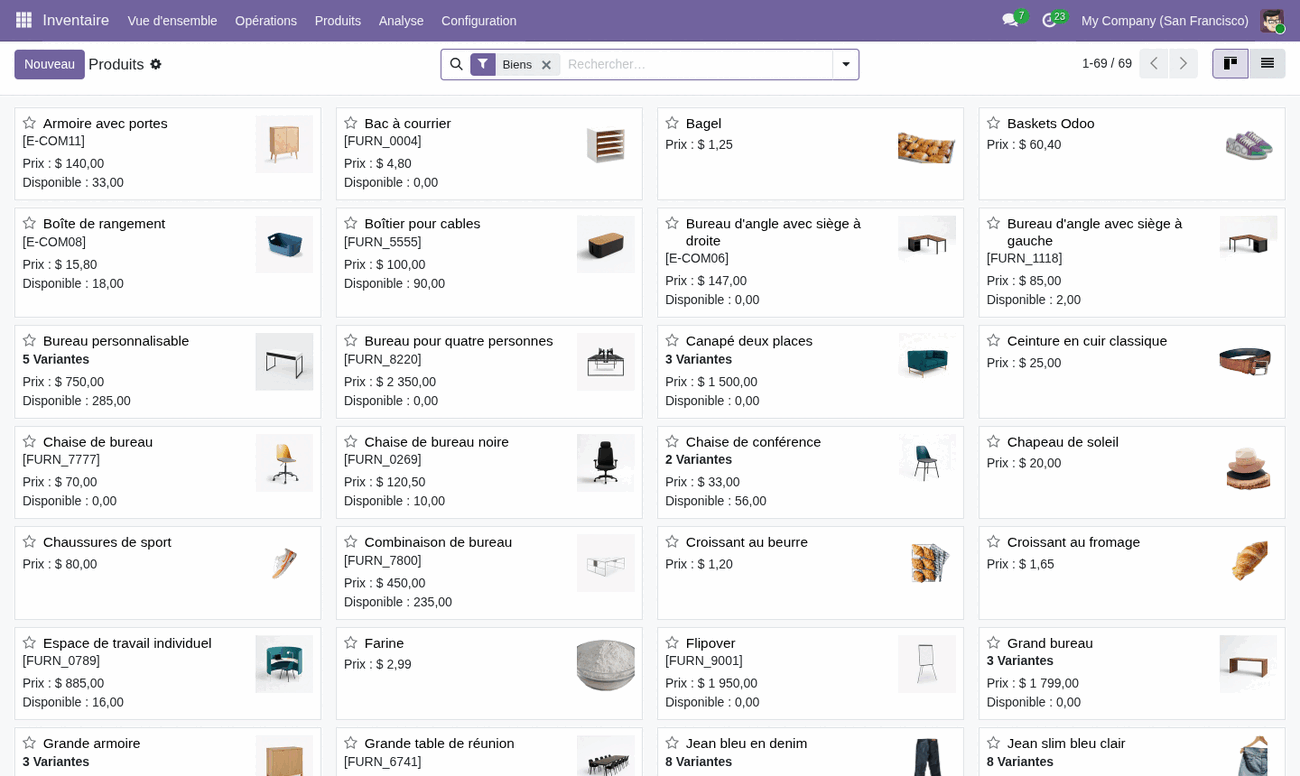 Inventaire Vue d'ensemble Opérations Produits Analyse Configuration 7 23 My Company (San Francisco)
Nouveau Produits Biens Rechercher... 1-69 / 69
Armoire avec portes
[E-COM11]
Prix : $ 140,00
Disponible : 33,00
Bac à courrier
[FURN_0004]
Prix : $ 4,80
Disponible : 0,00
Bagel
Prix : $ 1,25
Baskets Odoo
Prix : $ 60,40
Boîte de rangement
[E-COM08]
Prix : $ 15,80
Disponible : 18,00
Boîtier pour cables
[FURN_5555]
Prix : $ 100,00
Disponible : 90,00
Bureau d'angle avec siège à
droite
[E-COM06]
Prix : $ 147,00
Disponible : 0,00
Bureau d'angle avec siège à
gauche
[FURN_1118]
Prix : $ 85,00
Disponible : 2,00
Bureau personnalisable
5 Variantes
Prix : $ 750,00
Disponible : 285,00
Bureau pour quatre personnes
[FURN_8220]
Prix : $ 2 350,00
Disponible : 0,00
Canapé deux places
3 Variantes
Prix : $ 1 500,00
Disponible : 0,00
Ceinture en cuir classique
Prix : $ 25,00
Chaise de bureau
[FURN_7777]
Prix : $ 70,00
Disponible : 0,00
Chaise de bureau noire
[FURN_0269]
Prix : $ 120,50
Disponible : 10,00
Chaise de conférence
2 Variantes
Prix : $ 33,00
Disponible : 56,00
Chapeau de soleil
Prix : $ 20,00
Chaussures de sport
Prix : $ 80,00
Combinaison de bureau
[FURN_7800]
Prix : $ 450,00
Disponible : 235,00
Croissant au beurre
Prix : $ 1,20
Croissant au fromage
Prix : $ 1,65
Espace de travail individuel
[FURN_0789]
Prix : $ 885,00
Disponible : 16,00
Farine
Prix : $ 2,99
Flipover
[FURN_9001]
Prix : $ 1 950,00
Disponible : 0,00
Grand bureau
3 Variantes
Prix : $ 1 799,00
Disponible : 0,00
Grande armoire
3 Variantes
Grande table de réunion
[FURN_6741]
Jean bleu en denim
8 Variantes
Jean slim bleu clair
8 Variantes